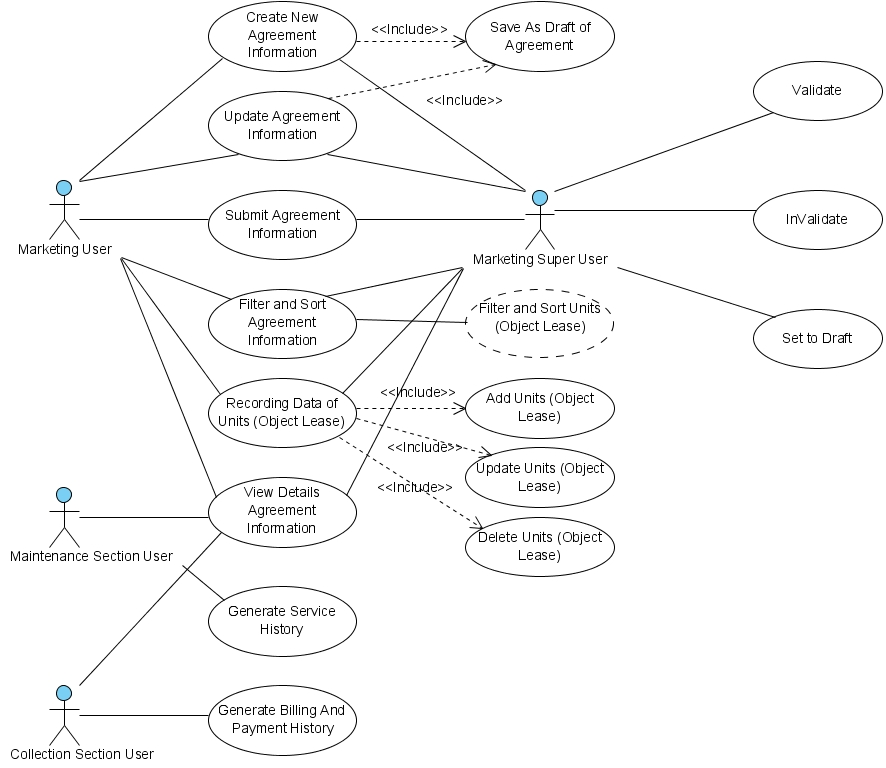 Create New
Agreement
Information
<<Include>>
Save As Draft of
Agreement
Validate
<<Include>>
Update Agreement
Information
Marketing User
Submit Agreement
Information
Marketing Super User
InValidate
Filter and Sort
Agreement
Information
Filter and Sort Units
(Object Lease)
Set to Draft
Recording Data of
Units (Object Lease)
<<Include>>
Add Units (Object
Lease)
<<Include>>
Update Units (Object
Lease)
<<Include>>
View Details
Agreement
Information
Delete Units (Object
Lease)
Maintenance Section User
Generate Service
History
Generate Billing And
Payment History
Collection Section User